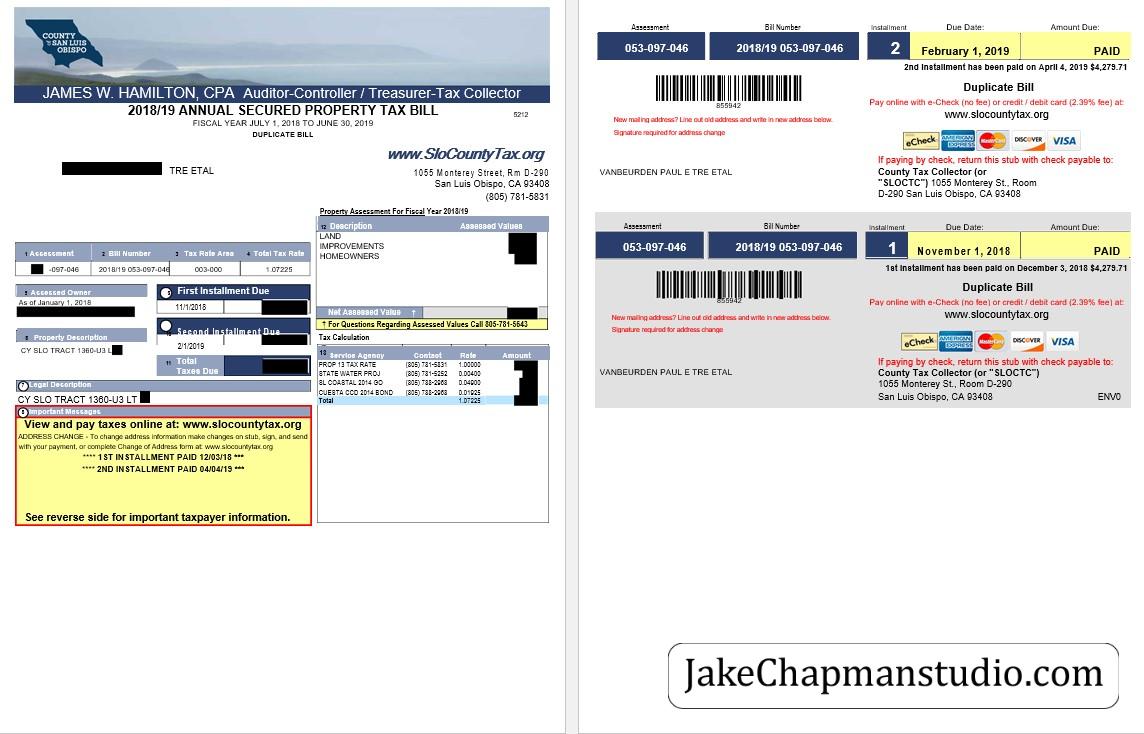 COUNTY
OF SAN LUIS
OBISPO
JAMES W. HAMILTON, CPA Auditor-Controller / Treasurer-Tax Collector
2018/19 ANNUAL SECURED PROPERTY TAX BILL
FISCAL YEAR JULY 1, 2018 TO JUNE 30, 2019
5212
DUPLICATE BILL
www.SloCountyTax.org
TRE ETAL
1055 Monterey Street, Rm D-290
San Luis Obispo, CA 93408
(805) 781-5831
Property Assessment For Fiscal Year 2018/19
12 Description Assessed Values
LAND
IMPROVEMENTS
HOMEOWNERS
1 Assessment 2 Bill Number 3 Tax Rate Area 4 Total Tax Rate
-097-046 2018/19 053-097-046 003-000 1.07225
5 Assessed Owner
As of January 1, 2018
First Installment Due
11/1/2018
Second Installment Due
2/1/2019
11 Total
Taxes Due
6 Property Description
CY SLO TRACT 1360-U3 L
7 Legal Description
CY SLO TRACT 1360-U3 LT
Net Assessed Value †
† For Questions Regarding Assessed Values Call 805-781-5643
Tax Calculation
13 Service Agency Contact Rate Amount
PROP 13 TAX RATE (805) 781-5831 1.00000
STATE WATER PROJ (805) 781-5252 0.00400
SL COASTAL 2014 GO (805) 788-2968 0.04900
CUESTA CCD 2014 BOND (805) 788-2968 0.01925
Total 1.07225
8 Important Messages
View and pay taxes online at: www.slocountytax.org
ADDRESS CHANGE - To change address information make changes on stub, sign, and send
with your payment, or complete Change of Address form at: www.slocountytax.org
**** 1ST INSTALLMENT PAID 12/03/18 ***
**** 2ND INSTALLMENT PAID 04/04/19 ***
See reverse side for important taxpayer information.
Assessment Bill Number Installment Due Date: Amount Due:
053-097-046 2018/19 053-097-046 2 February 1, 2019 PAID
2nd Installment has been paid on April 4, 2019 $4,279.71
855942
Duplicate Bill
Pay online with e-Check (no fee) or credit / debit card (2.39% fee) at:
www.slocountytax.org
New mailing address? Line out old address and write in new address below.
Signature required for address change
eCheck AMERICAN EXPRESS MasterCard DISCOVER VISA
If paying by check, return this stub with check payable to:
VANBEURDEN PAUL E TRE ETAL
County Tax Collector (or
"SLOCTC") 1055 Monterey St., Room
D-290 San Luis Obispo, CA 93408
Assessment Bill Number Installment Due Date: Amount Due:
053-097-046 2018/19 053-097-046 1 November 1, 2018 PAID
1st Installment has been paid on December 3, 2018 $4,279.71
855942
Duplicate Bill
Pay online with e-Check (no fee) or credit / debit card (2.39% fee) at:
www.slocountytax.org
New mailing address? Line out old address and write in new address below.
Signature required for address change
eCheck AMERICAN EXPRESS MasterCard DISCOVER VISA
If paying by check, return this stub with check payable to:
VANBEURDEN PAUL E TRE ETAL
County Tax Collector (or "SLOCTC")
1055 Monterey St., Room D-290
San Luis Obispo, CA 93408 ENV0
JakeChapmanstudio.com